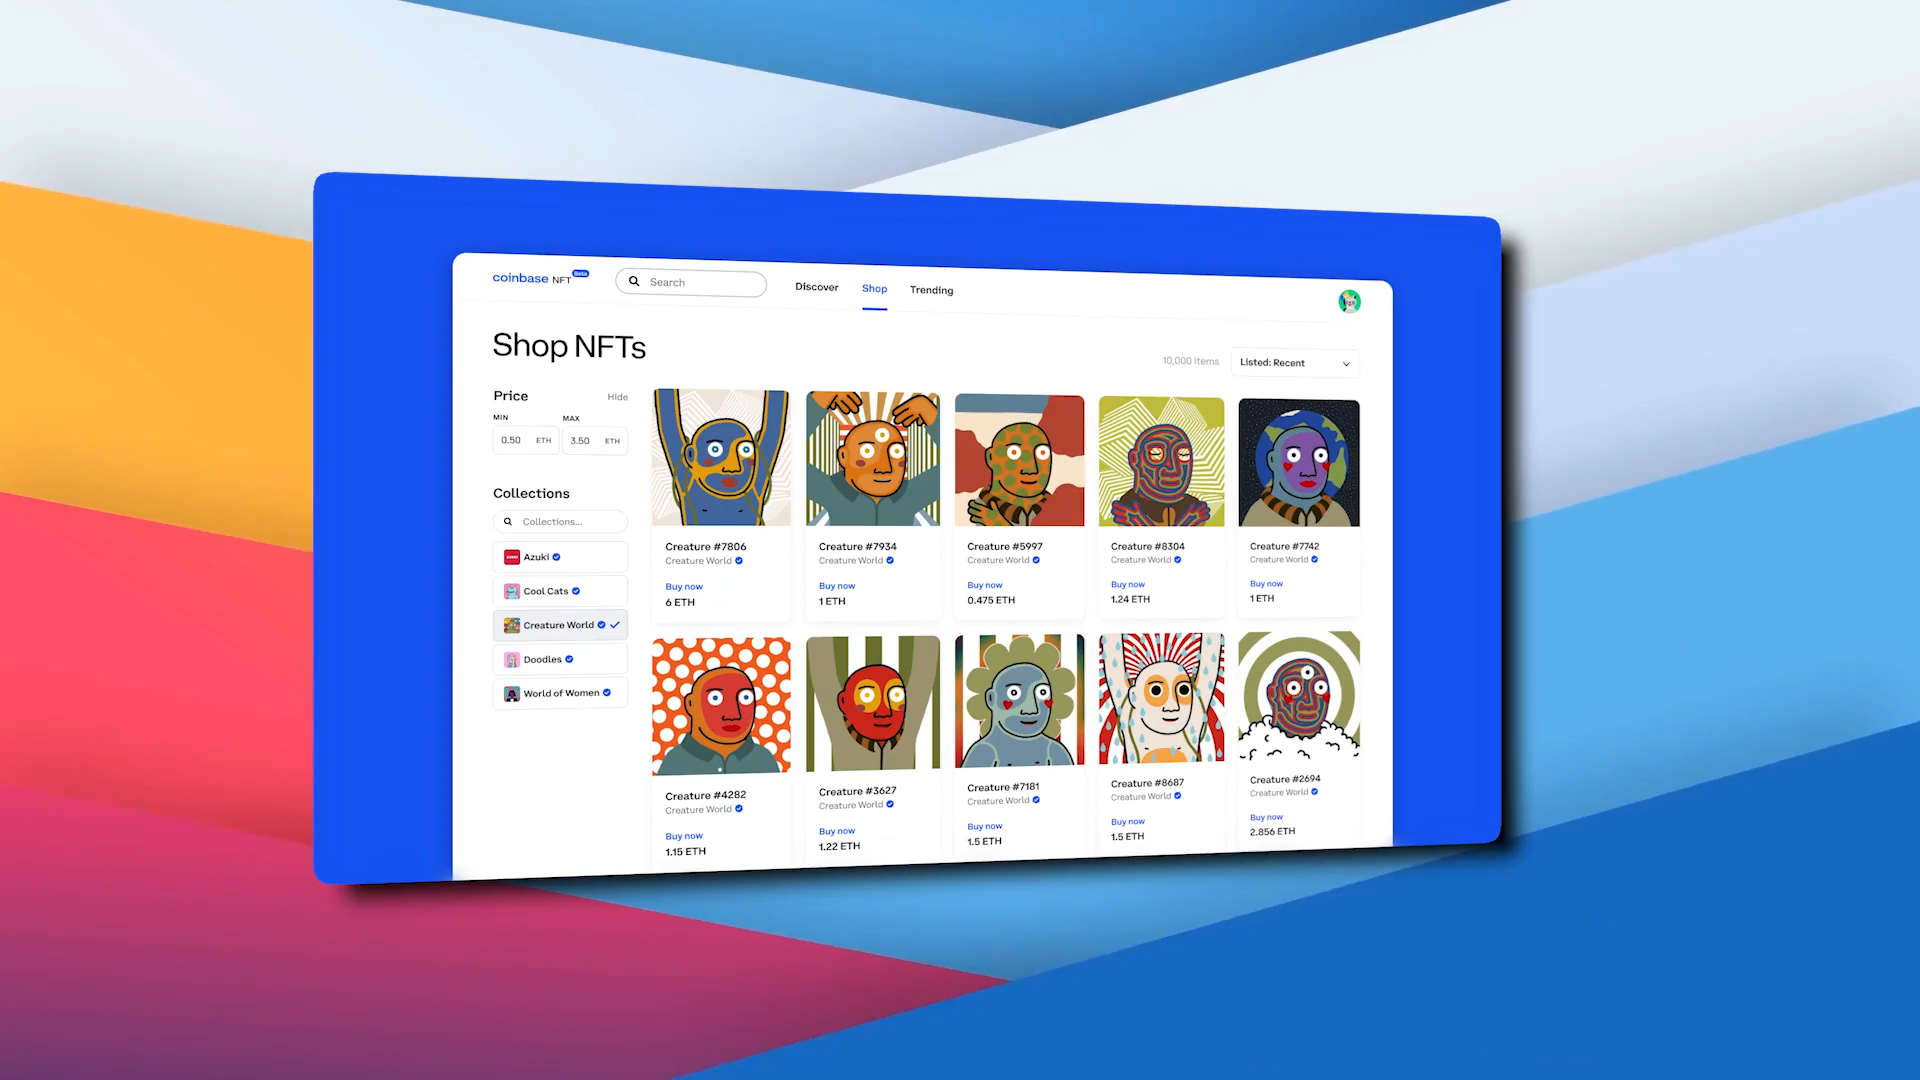 coinbase NFT Beta
Search
Discover
Shop
Trending
Shop NFTs
10,000 items
Listed: Recent
Price
Hide
MIN
MAX
0.50 ETH
3.50 ETH
Collections
Collections...
Azuki
Cool Cats
Creature World
Doodles
World of Women
Creature #7806
Creature World
Buy now
6 ETH
Creature #7934
Creature World
Buy now
1 ETH
Creature #5997
Creature World
Buy now
0.475 ETH
Creature #8304
Creature World
Buy now
1.24 ETH
Creature #7742
Creature World
Buy now
1 ETH
Creature #4282
Creature World
Buy now
1.15 ETH
Creature #3627
Creature World
Buy now
1.22 ETH
Creature #7181
Creature World
Buy now
1.5 ETH
Creature #8687
Creature World
Buy now
1.5 ETH
Creature #2694
Creature World
Buy now
2.856 ETH